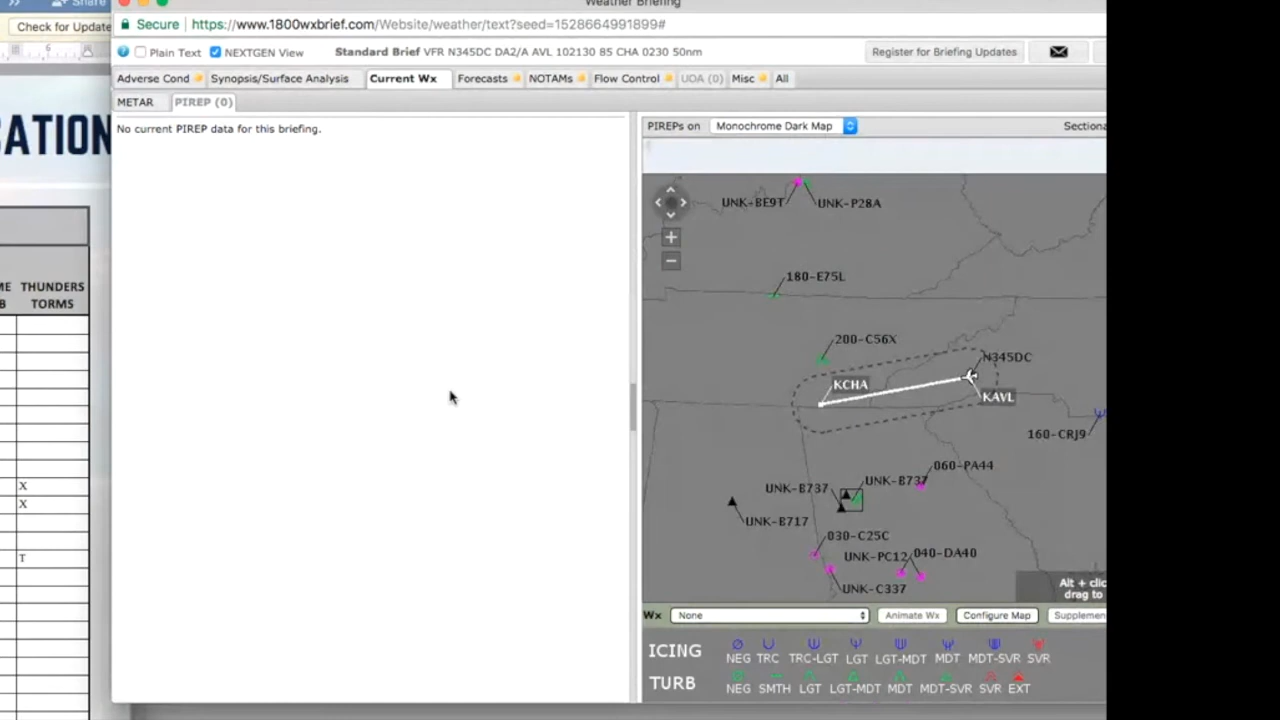 Weather Briefing
Share
Check for Update
Secure | https://www.1800wxbrief.com/Website/weather/text?seed=1528664991899#
6
Plain Text NEXTGEN View Standard Brief VFR N345DC DA2/A AVL 102130 85 CHA 0230 50nm Register for Briefing Updates
Adverse Cond Synopsis/Surface Analysis Current Wx Forecasts NOTAMs Flow Control UOA (0) Misc All
METAR PIREP (0)
No current PIREP data for this briefing.
PIREPs on Monochrome Dark Map Sectiona
SATION
THUNDERS
TORMS
ME
B
X
X
T
UNK-BE9T UNK-P28A
180-E75L
200-C56X
N345DC
KCHA
KAVL
160-CRJ9
060-PA44
UNK-B737 UNK-B737
UNK-B717
030-C25C
UNK-PC12 040-DA40
UNK-C337
Alt + clic
drag to
Wx None Animate Wx Configure Map Supplemen
ICING NEG TRC TRC-LGT LGT LGT-MDT MDT MDT-SVR SVR
TURB NEG SMTH LGT LGT-MDT MDT MDT-SVR SVR EXT